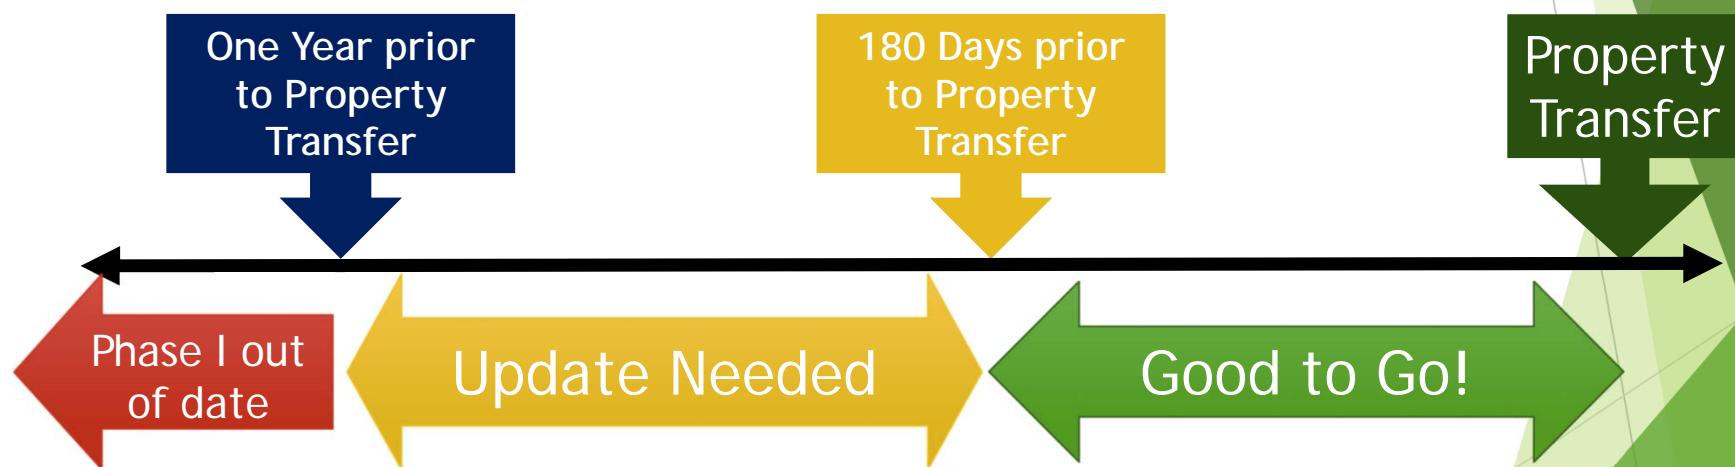 One Year prior
to Property
Transfer
180 Days prior
to Property
Transfer
Property
Transfer
Phase I out
of date
Update Needed
Good to Go!